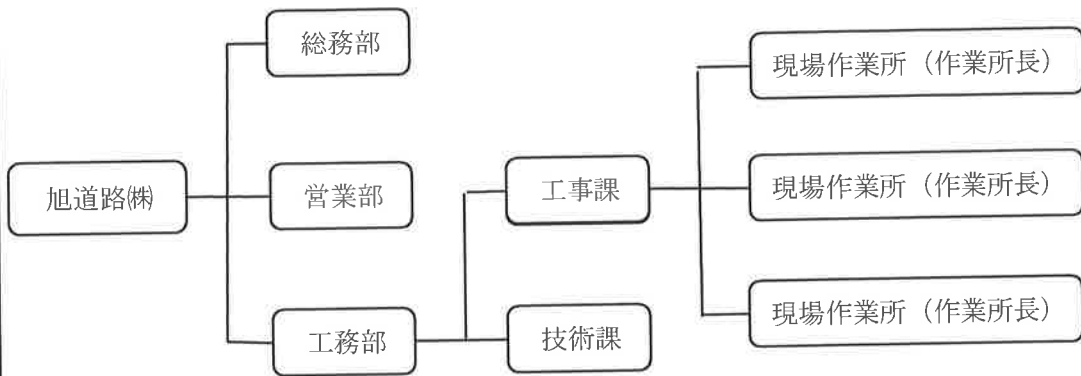 総務部
現場作業所（作業所長）
旭道路㈱
営業部
工事課
現場作業所（作業所長）
工務部
技術課
現場作業所（作業所長）